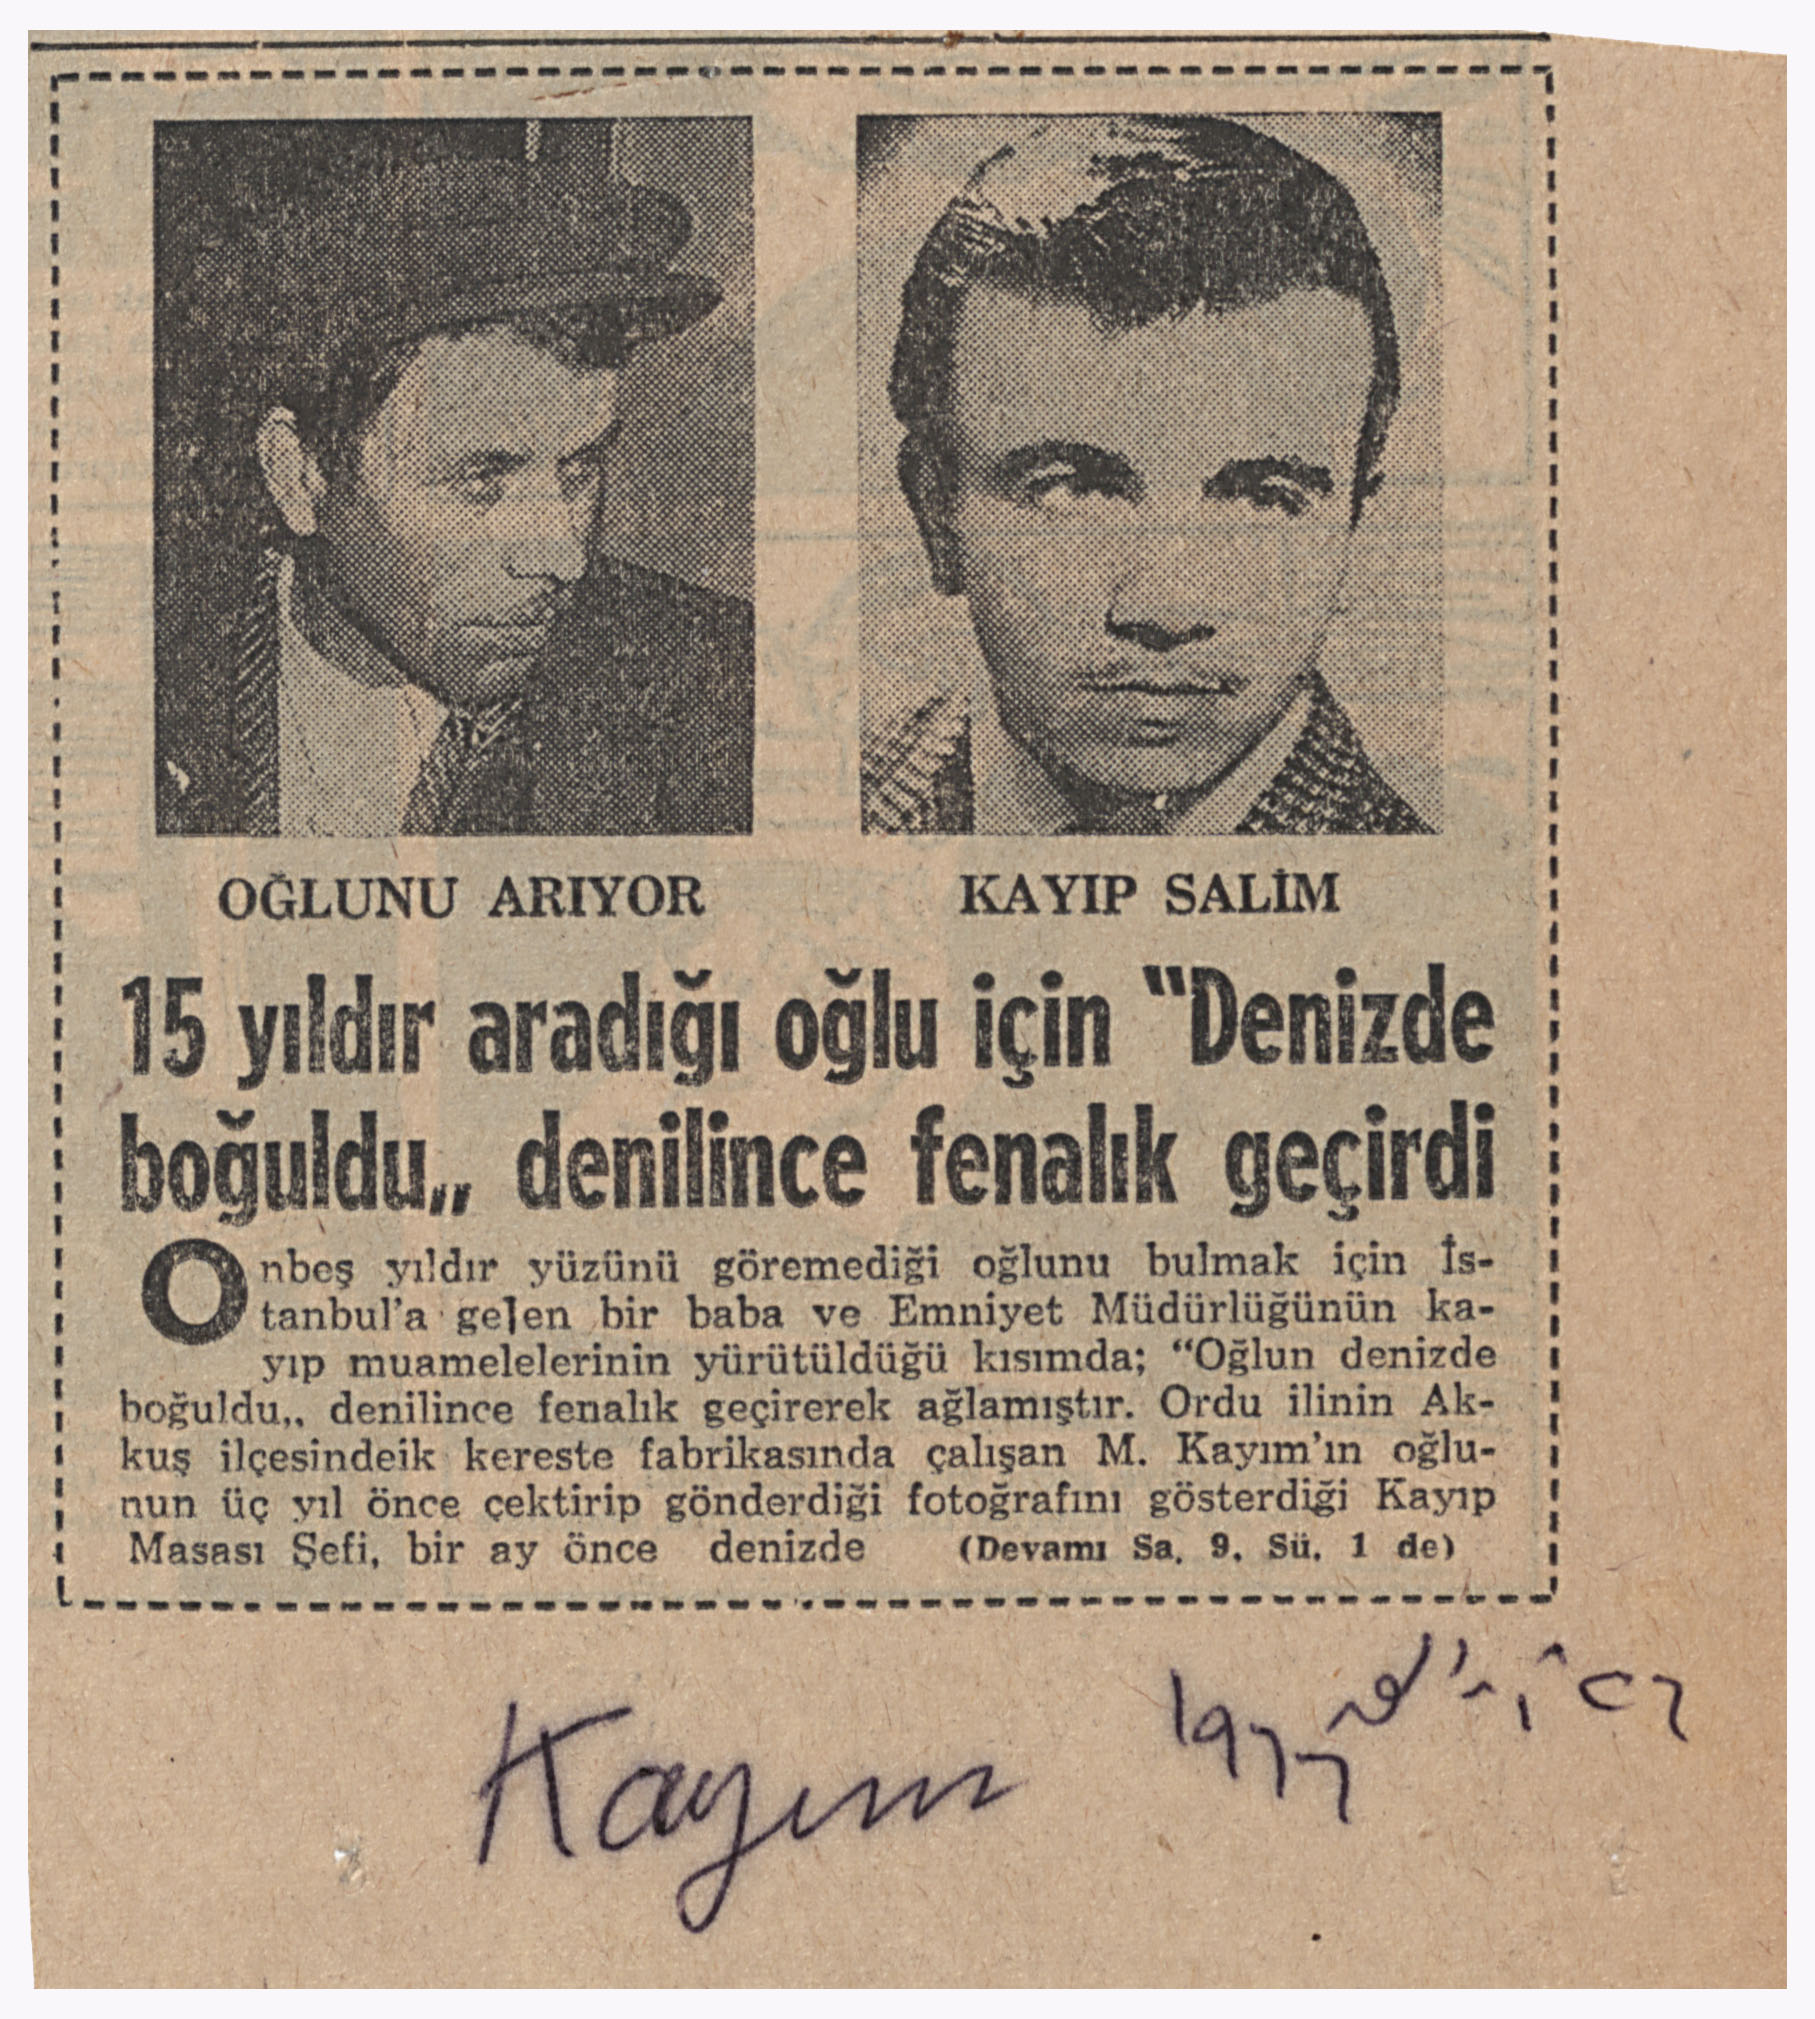 OĞLUNU ARIYOR
KAYIP SALİM
15 yıldır aradığı oğlu için "Denizde
boğuldu„ denilince fenalık geçirdi
Onbeş yıldır yüzünü göremediği oğlunu bulmak için İs-
tanbul'a gelen bir baba ve Emniyet Müdürlüğünün ka-
yıp muamelelerinin yürütüldüğü kısımda; "Oğlun denizde
boğuldu,, denilince fenalık geçirerek ağlamıştır. Ordu ilinin Ak-
kuş ilçesindeik kereste fabrikasında çalışan M. Kayım'ın oğlu-
nun üç yıl önce çektirip gönderdiği fotoğrafını gösterdiği Kayıp
Masası Şefi, bir ay önce denizde (Devamı Sa. 9. Sü. 1 de)
Kayım